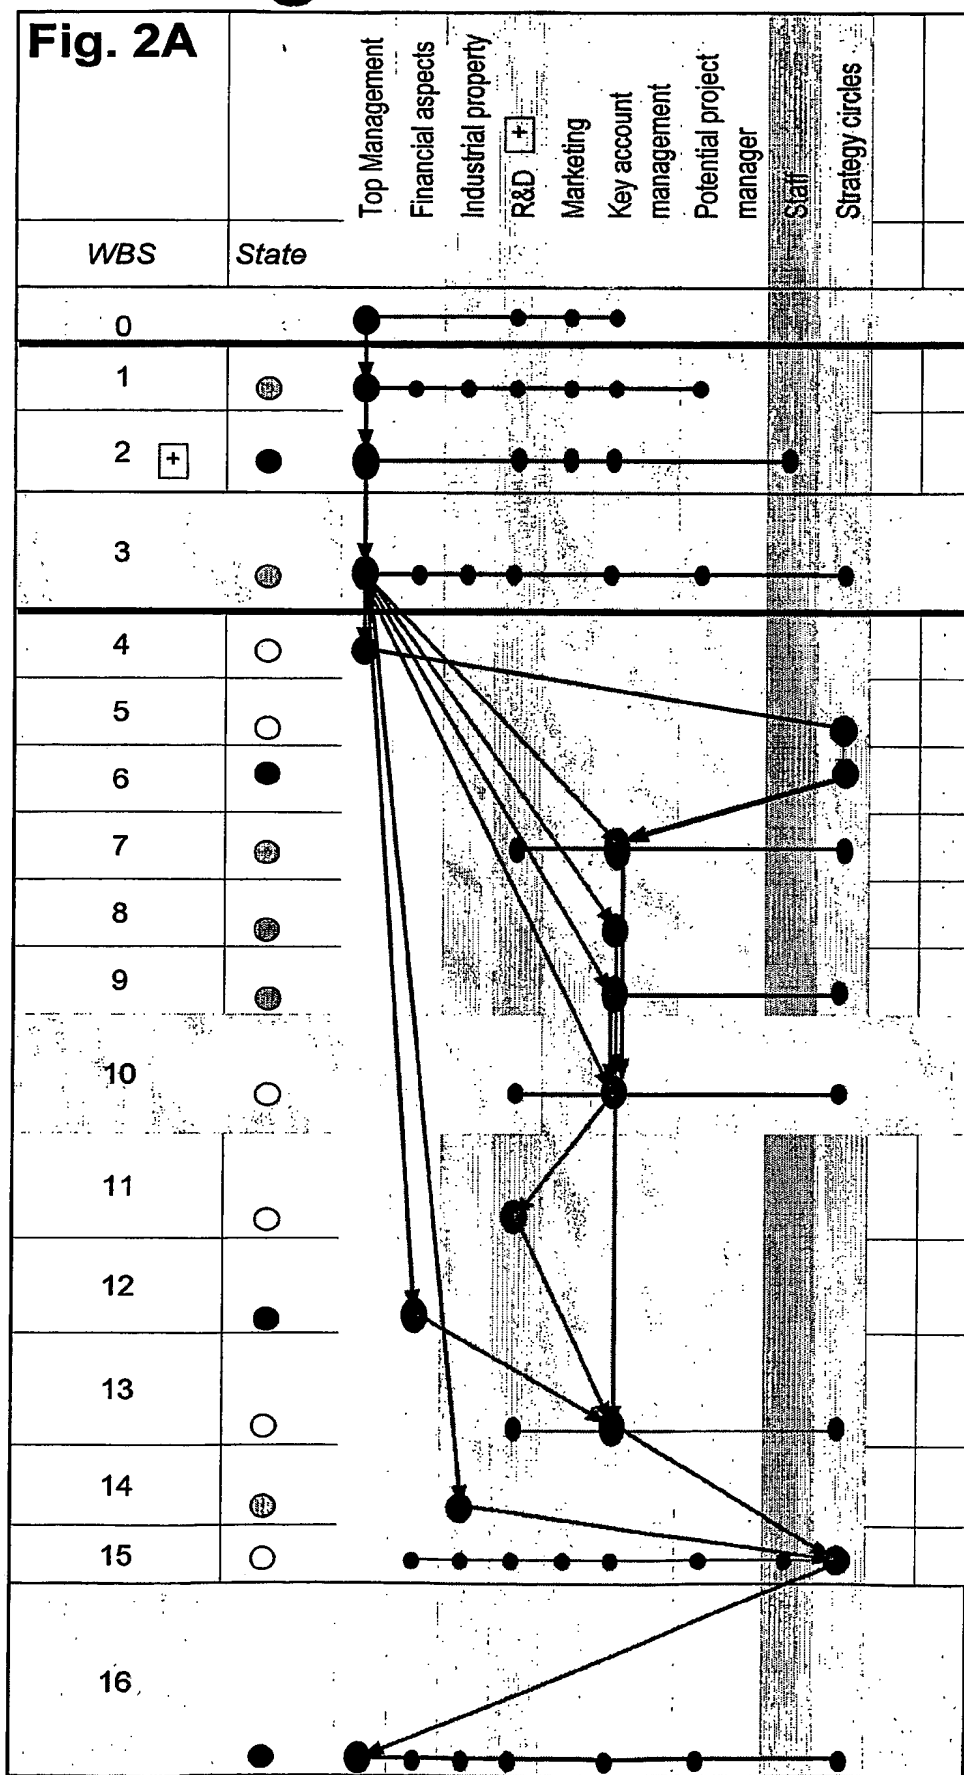 Fig. 2A
Top Management
Financial aspects
Industrial property
R&D +
Marketing
Key account
management
Potential project
manager
Staff
Strategy circles
WBS State
0
1
2 +
3
4
5
6
7
8
9
10
11
12
13
14
15
16